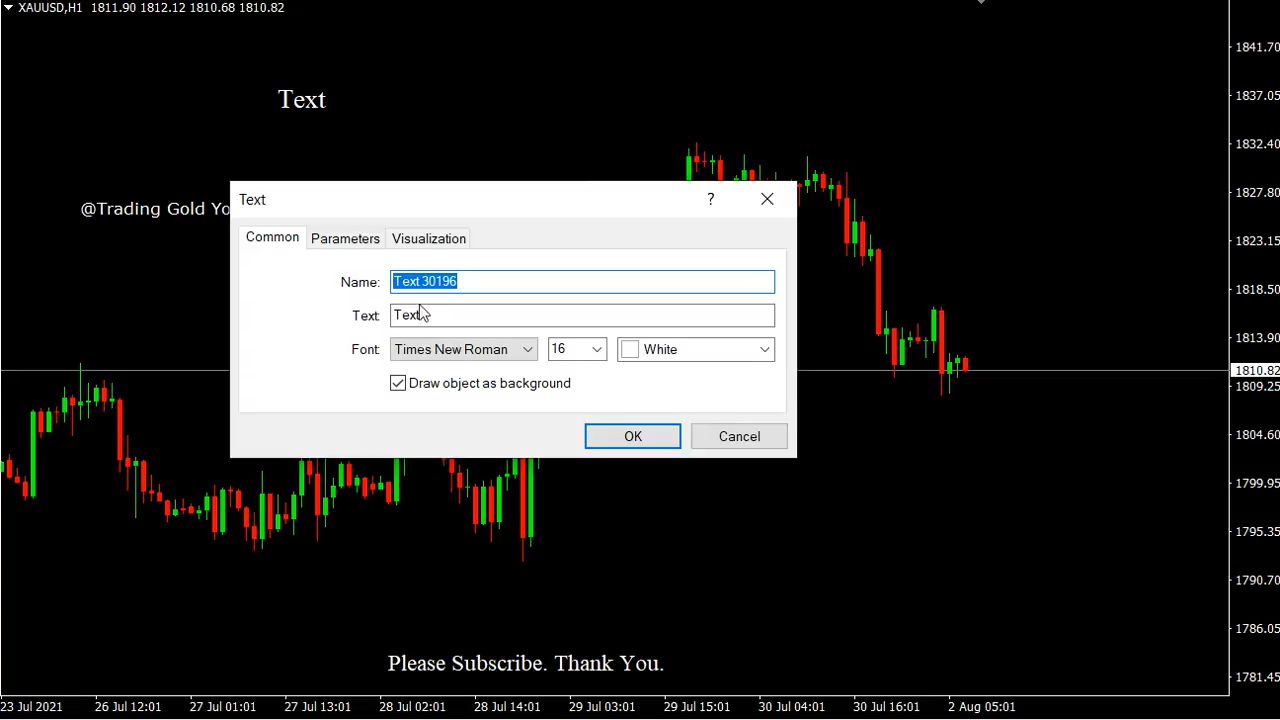 XAUUSD,H1 1811.90 1812.12 1810.68 1810.82
1841.70
1837.05
Text
1832.40
1827.80
@Trading Gold Yo
Text
?
Common Parameters Visualization
1823.15
Name: Text 30196
1818.50
Text: Text
1813.90
Font: Times New Roman 16 White
1810.82
Draw object as background
1809.25
OK Cancel
1804.60
1799.95
1795.35
1790.70
1786.05
Please Subscribe. Thank You.
1781.45
23 Jul 2021 26 Jul 12:01 27 Jul 01:01 27 Jul 13:01 28 Jul 02:01 28 Jul 14:01 29 Jul 03:01 29 Jul 15:01 30 Jul 04:01 30 Jul 16:01 2 Aug 05:01